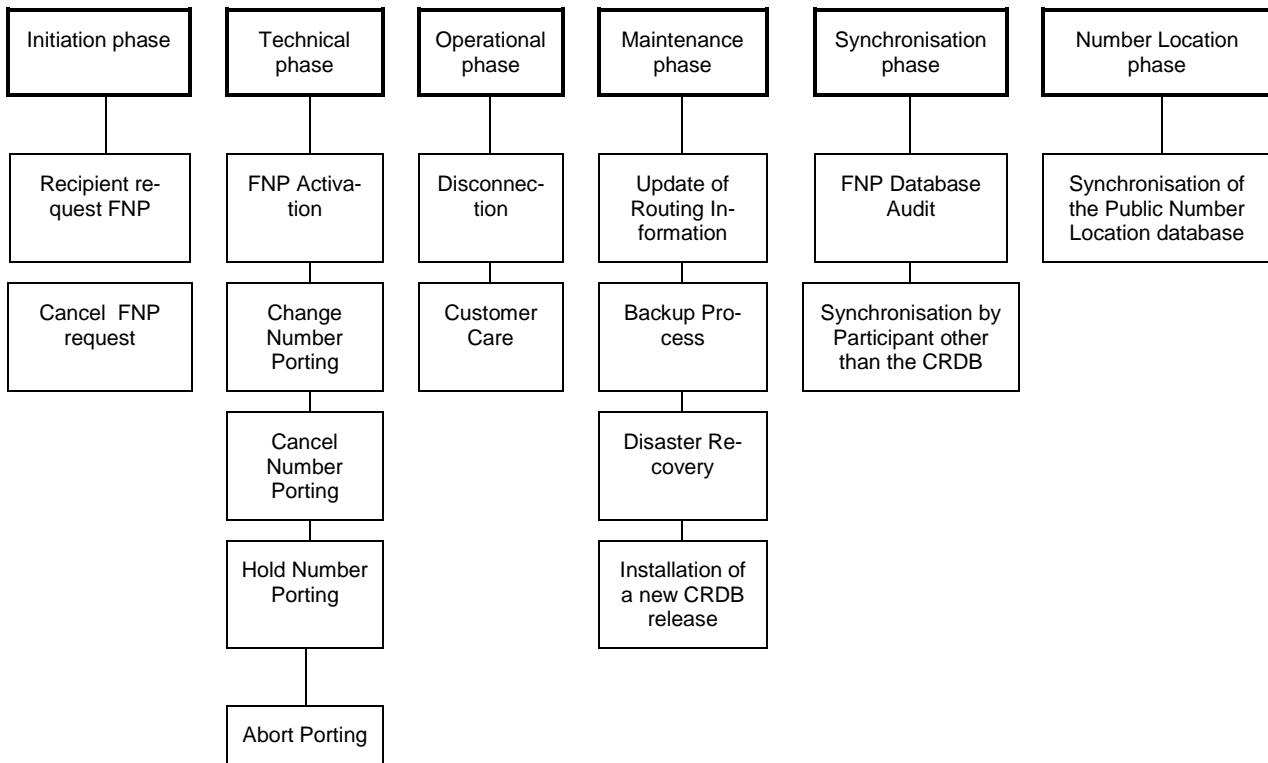 Initiation phase
Technical
phase
Operational
phase
Maintenance
phase
Synchronisation
phase
Number Location
phase
Recipient re-
quest FNP
FNP Activa-
tion
Disconnec-
tion
Update of
Routing In-
formation
FNP Database
Audit
Synchronisation of
the Public Number
Location database
Cancel FNP
request
Change
Number
Porting
Customer
Care
Backup Pro-
cess
Synchronisation by
Participant other
than the CRDB
Cancel
Number
Porting
Disaster Re-
covery
Hold Number
Porting
Installation of
a new CRDB
release
Abort Porting